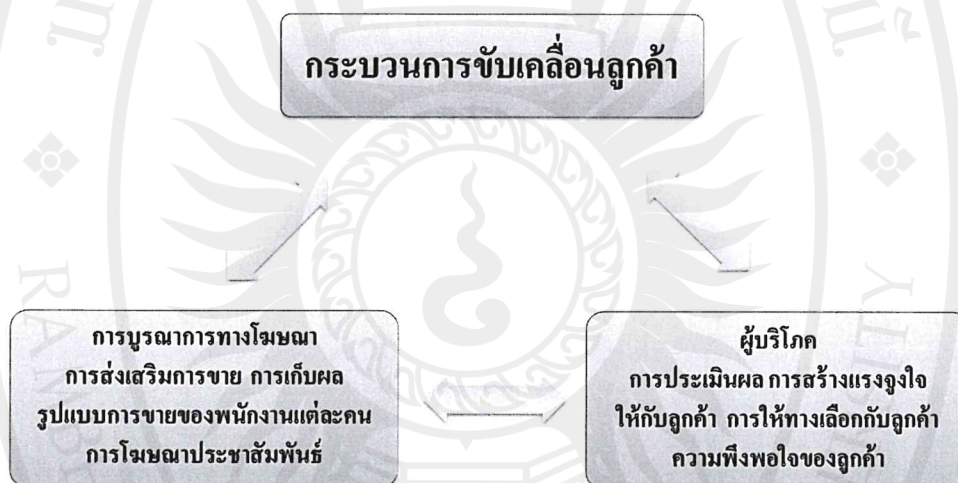 กระบวนการขับเคลื่อนลูกค้า
การบูรณาการทางโฆษณา
การส่งเสริมการขาย การเก็บผล
รูปแบบการขายของพนักงานแต่ละคน
การโฆษณาประชาสัมพันธ์
ผู้บริโภค
การประเมินผล การสร้างแรงจูงใจ
ให้กับลูกค้า การให้ทางเลือกกับลูกค้า
ความพึงพอใจของลูกค้า